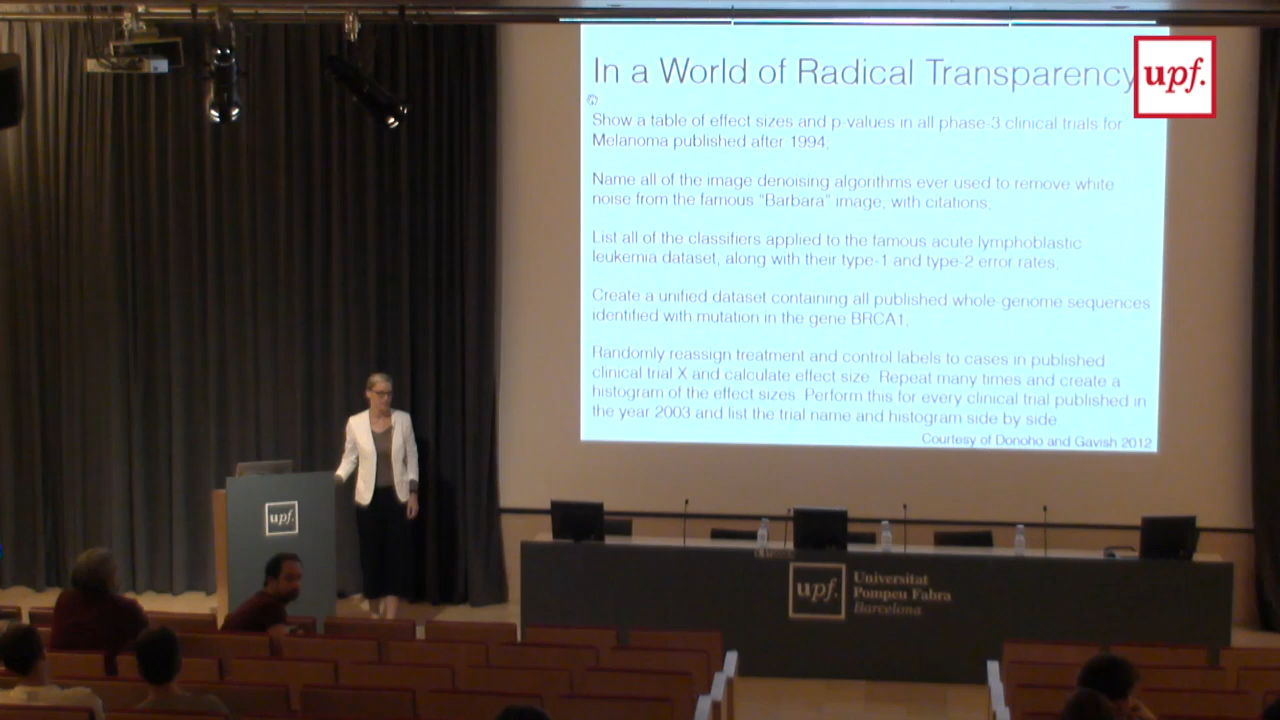 In a World of Radical Transparency
upf.
Show a table of effect sizes and p-values in all phase-3 clinical trials for
Melanoma published after 1994;
Name all of the image denoising algorithms ever used to remove white
noise from the famous "Barbara" image, with citations;
List all of the classifiers applied to the famous acute lymphoblastic
leukemia dataset, along with their type-1 and type-2 error rates;
Create a unified dataset containing all published whole-genome sequences
identified with mutation in the gene BRCA1;
Randomly reassign treatment and control labels to cases in published
clinical trial X and calculate effect size. Repeat many times and create a
histogram of the effect sizes. Perform this for every clinical trial published in
the year 2003 and list the trial name and histogram side by side.
Courtesy of Donoho and Gavish 2012
upf.
upf.
Universitat
Pompeu Fabra
Barcelona